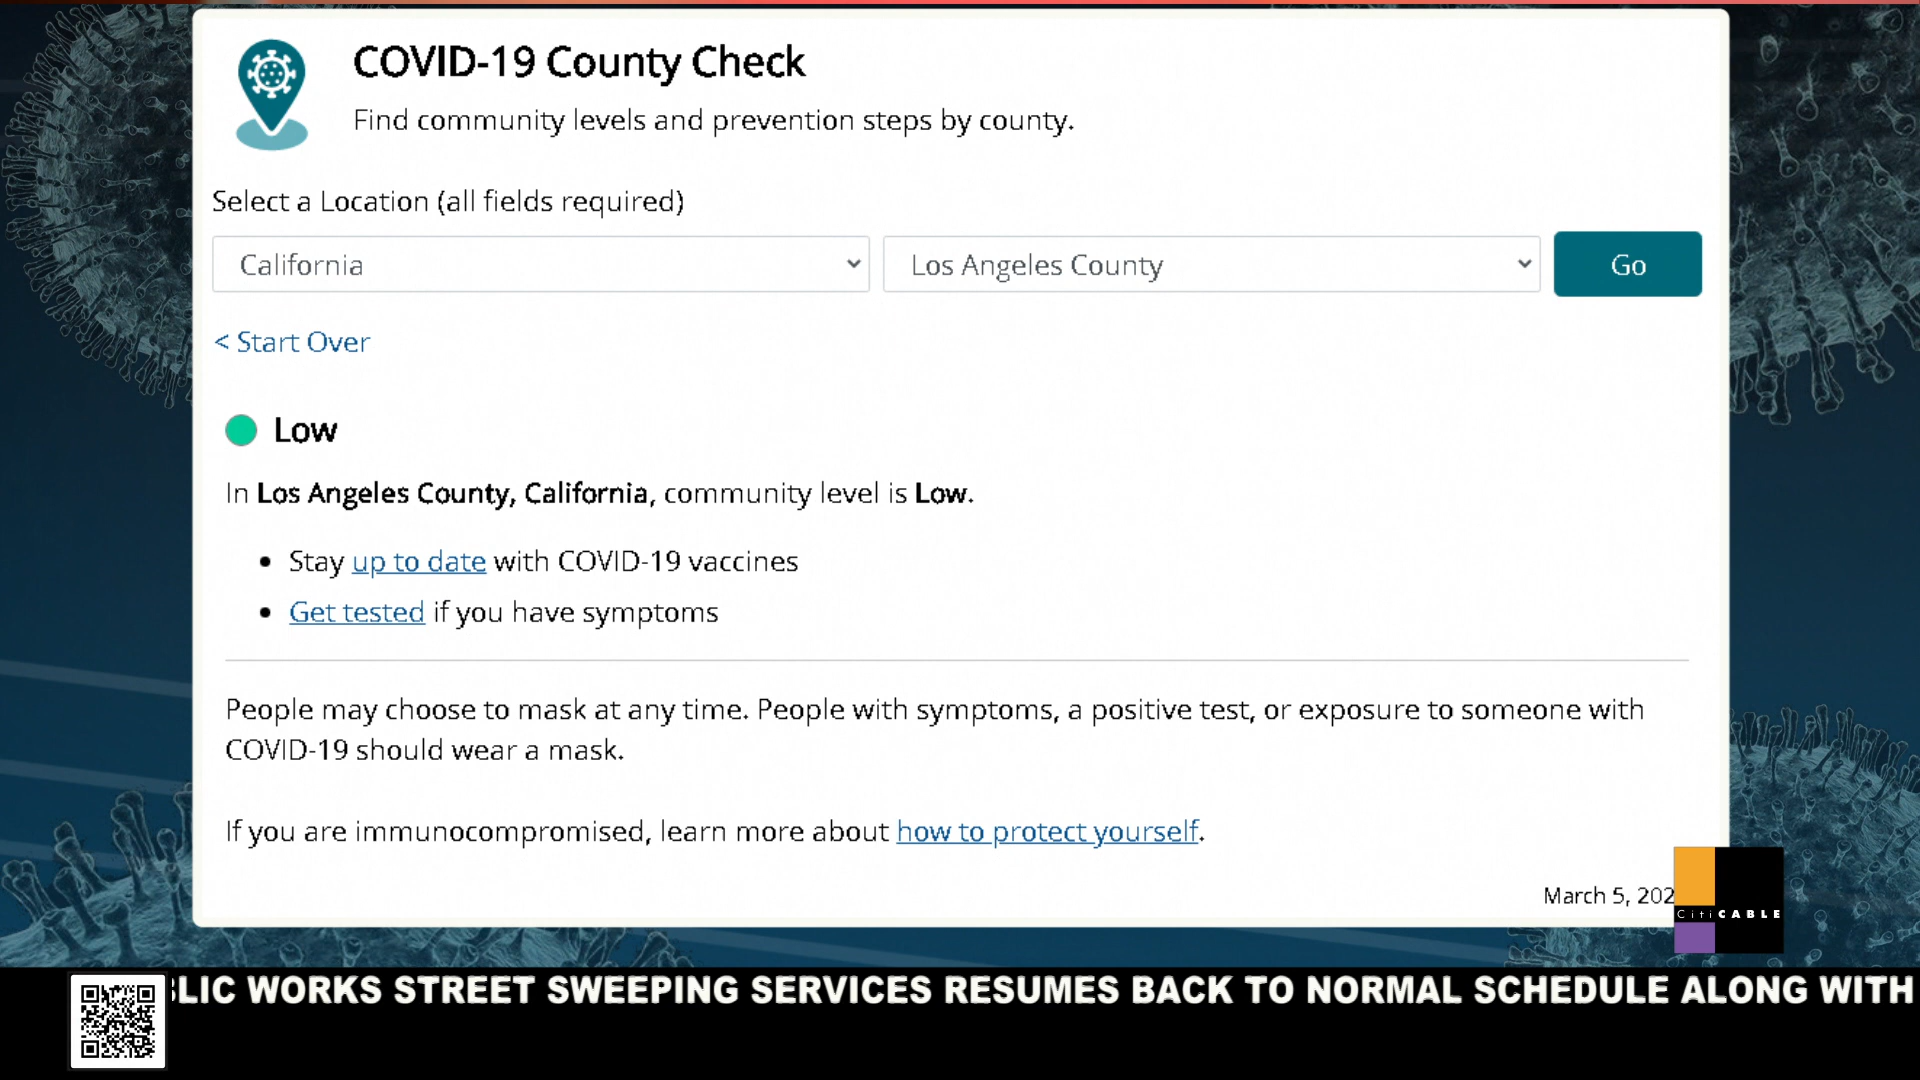 COVID-19 County Check
Find community levels and prevention steps by county.
Select a Location (all fields required)
California
Los Angeles County
Go
< Start Over
Low
In Los Angeles County, California, community level is Low.
• Stay up to date with COVID-19 vaccines
• Get tested if you have symptoms
People may choose to mask at any time. People with symptoms, a positive test, or exposure to someone with
COVID-19 should wear a mask.
If you are immunocompromised, learn more about how to protect yourself.
March 5, 202
CitiCABLE
LIC WORKS STREET SWEEPING SERVICES RESUMES BACK TO NORMAL SCHEDULE ALONG WITH